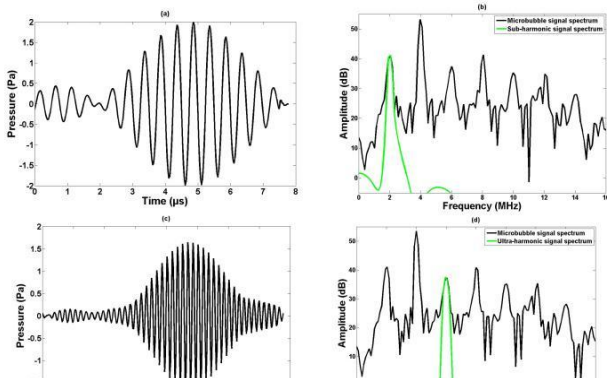 (a)
Pressure (Pa)
2
1.5
1
0.5
0
-0.5
-1
-1.5
-2
0 1 2 3 4 5 6 7 8
Time (µs)
(b)
Microbubble signal spectrum
Sub-harmonic signal spectrum
Amplitude (dB)
50
40
30
20
10
0
0 2 4 6 8 10 12 14 16
Frequency (MHz)
(c)
Pressure (Pa)
2
1.5
1
0.5
0
-0.5
-1
(d)
Microbubble signal spectrum
Ultra-harmonic signal spectrum
Amplitude (dB)
50
40
30
20
10